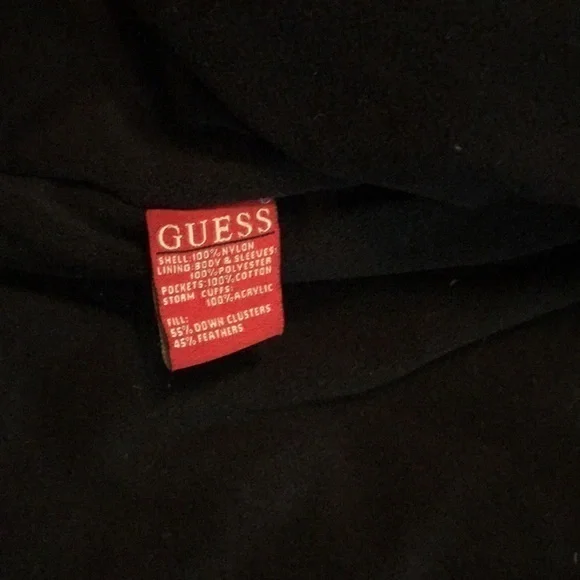 GUESS
SHELL:100%NYLON
LINING:BODY & SLEEVES:
100%POLYESTER
POCKETS:100%COTTON
STORM CUFFS:
100%ACRYLIC
FILL:
55%DOWN CLUSTERS
45%FEATHERS